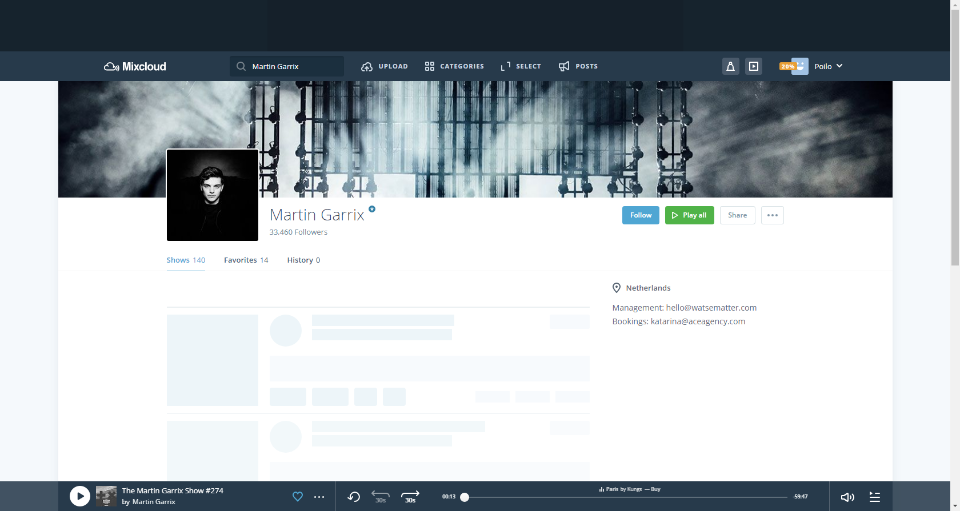 Mixcloud
Martin Garrix
UPLOAD
CATEGORIES
SELECT
POSTS
20%
Poilo
Martin Garrix
33,460 Followers
Follow
Play all
Share
Shows 140
Favorites 14
History 0
Netherlands
Management: hello@watsematter.com
Bookings: katarina@aceagency.com
The Martin Garrix Show #274
by Martin Garrix
30s
30s
00:13
Paris by Kungs — Buy
-59:47